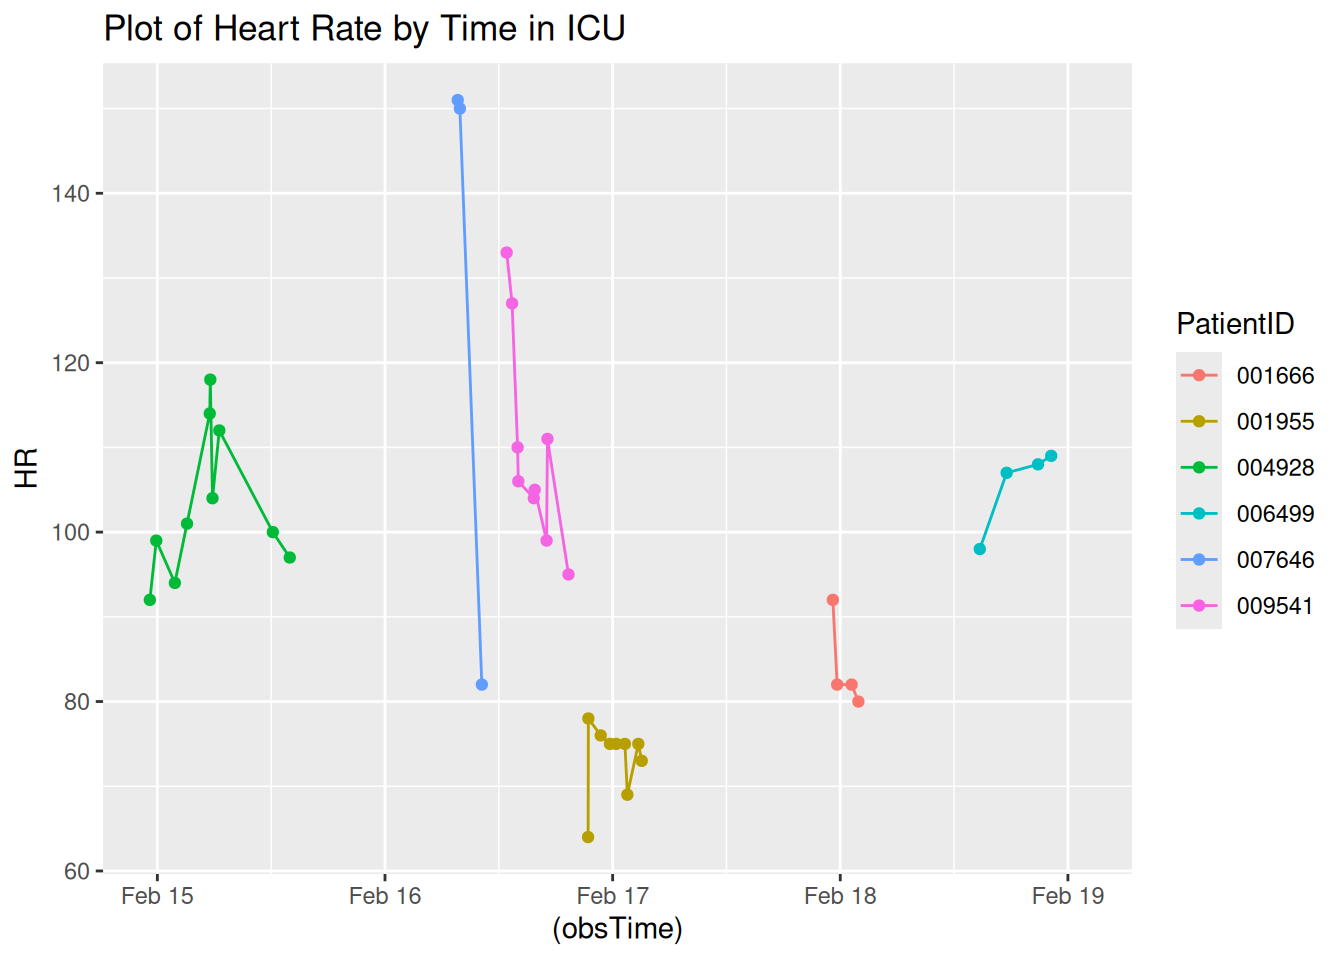 Plot of Heart Rate by Time in ICU
HR
140
120
100
80
60
Feb 15
Feb 16
Feb 17
Feb 18
Feb 19
(obsTime)
PatientID
001666
001955
004928
006499
007646
009541